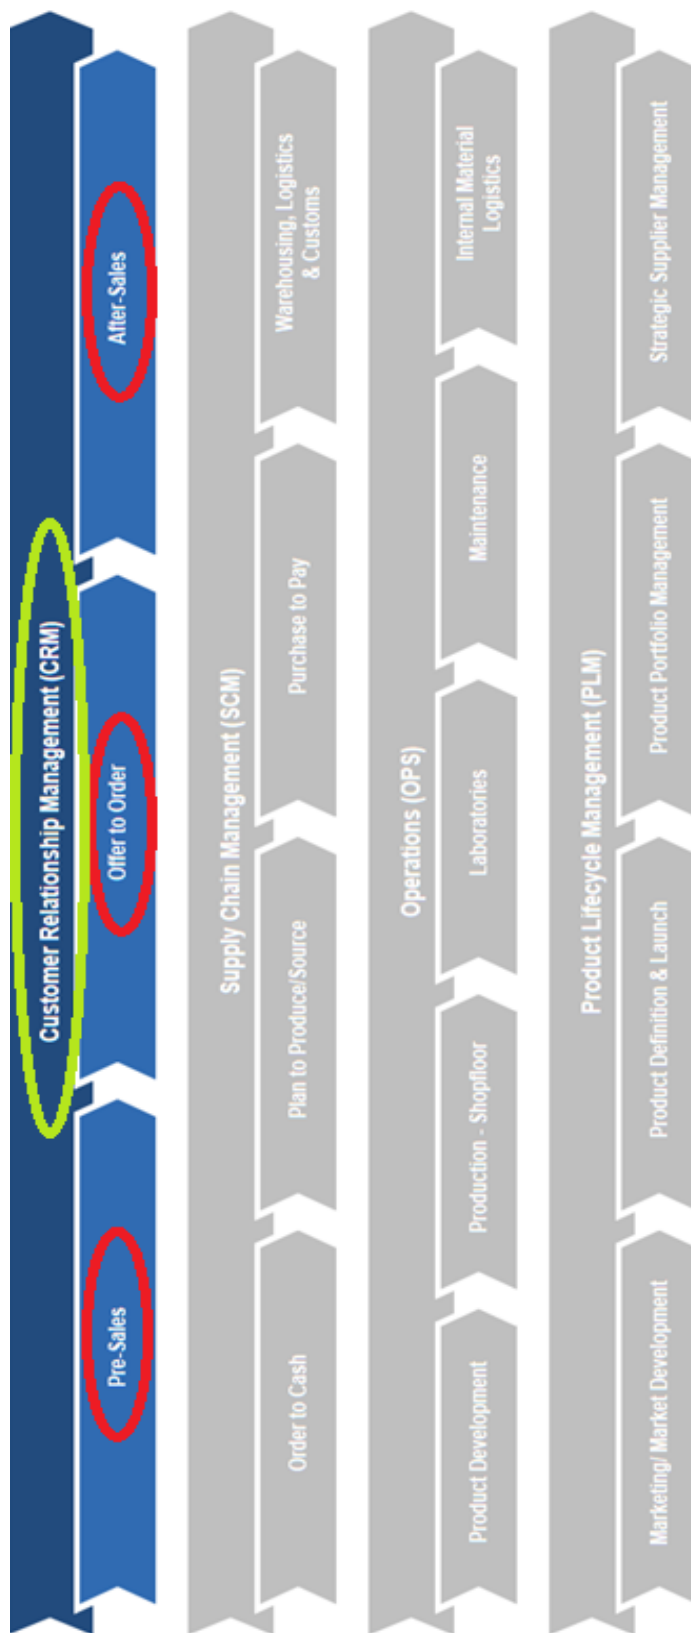 Customer Relationship Management (CRM)
Pre-Sales
Offer to Order
After-Sales
Supply Chain Management (SCM)
Order to Cash
Plan to Produce/Source
Purchase to Pay
Warehousing, Logistics
& Customs
Operations (OPS)
Product Development
Production - Shopfloor
Laboratories
Maintenance
Internal Material
Logistics
Product Lifecycle Management (PLM)
Marketing/ Market Development
Product Definition & Launch
Product Portfolio Management
Strategic Supplier Management